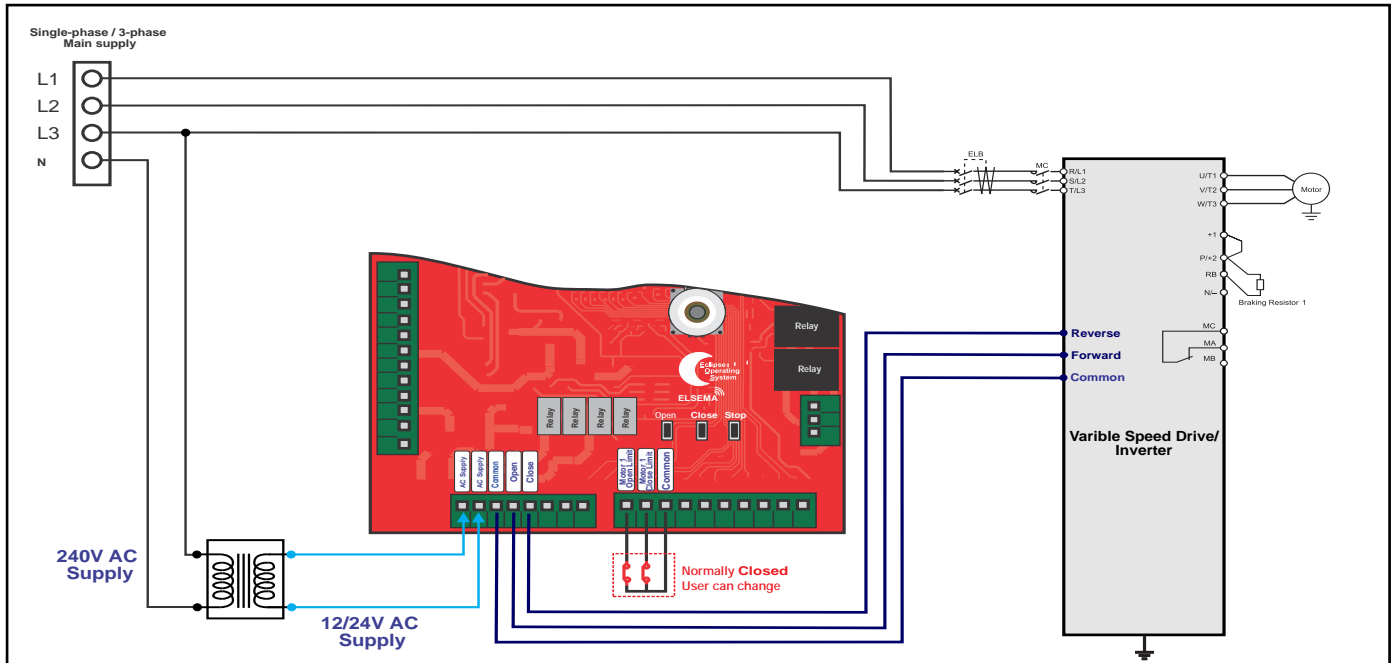 Single-phase / 3-phase
Main supply
L1
L2
L3
N
ELB
MC
R/L1
S/L2
T/L3
U/T1
V/T2
W/T3
Motor
+1
P/+2
RB
N/–
Braking Resistor 1
MC
MA
MB
Reverse
Forward
Common
Varible Speed Drive/
Inverter
Relay
Relay
Eclipse
Operating
System
ELSEMA
Open
Close
Stop
Relay
Relay
Relay
Relay
AC Supply
AC Supply
Common
Open
Close
Motor 1
Open Limit
Motor 1
Close Limit
Common
Normally Closed
User can change
240V AC
Supply
12/24V AC
Supply